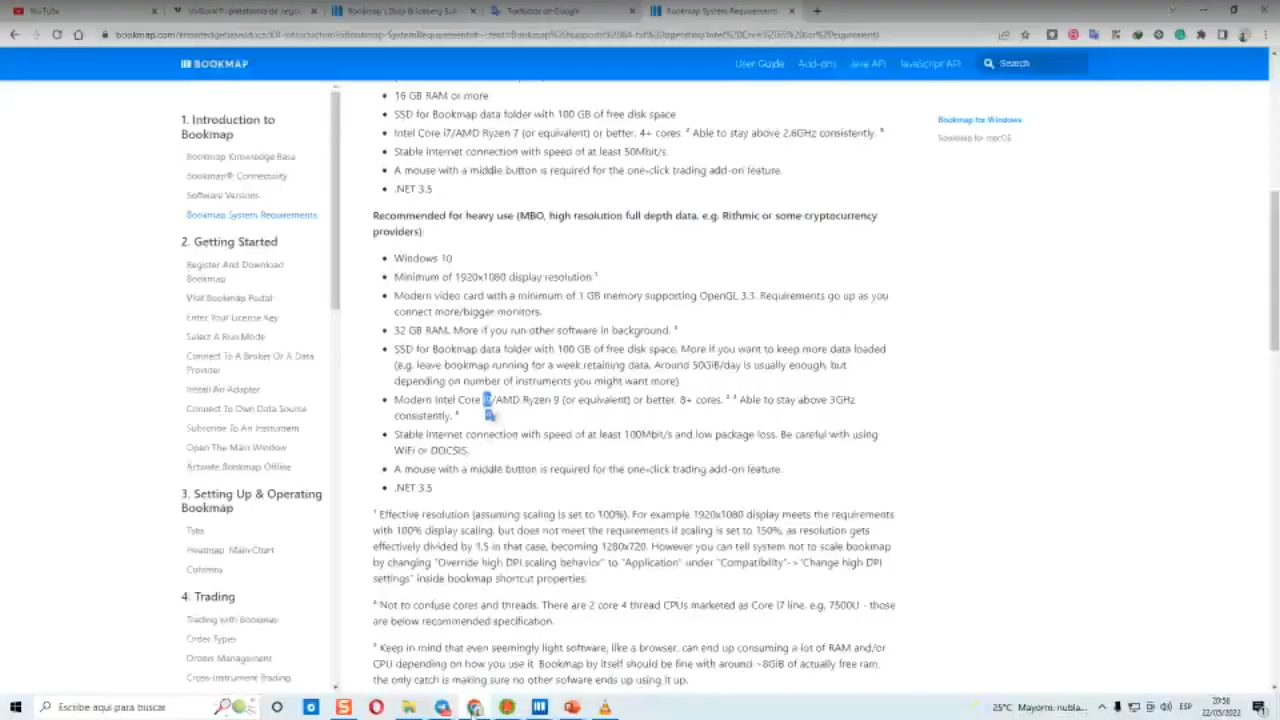 YouTube
Traductor de Google
Bookmap System Requirements
BOOKMAP
User Guide
Add-ons
Java API
JavaScript API
Search
1. Introduction to
Bookmap
Bookmap Knowledge Base
Bookmap® Connectivity
Software Versions
Bookmap System Requirements
2. Getting Started
Register And Download
Bookmap
Visit Bookmap Portal
Enter Your License Key
Select A Run Mode
Connect To A Broker Or A Data
Provider
Install An Adapter
Connect To Own Data Source
Subscribe To An Instrument
Open The Main Window
Activate Bookmap Offline
3. Setting Up & Operating
Bookmap
Tabs
Heatmap Main Chart
Columns
4. Trading
Trading with Bookmap
Order Types
Orders Management
Cross-Instrument Trading
16 GB RAM or more
SSD for Bookmap data folder with 100 GB of free disk space
Intel Core i7/AMD Ryzen 7 (or equivalent) or better. 4+ cores. ² Able to stay above 2.8GHz consistently.
Stable internet connection with speed of at least 50Mbit/s.
A mouse with a middle button is required for the one-click trading add-on feature.
.NET 3.5
Recommended for heavy use (MBO, high resolution full depth data, e.g. Rithmic or some cryptocurrency
providers):
Windows 10
Minimum of 1920x1080 display resolution ¹
Modern video card with a minimum of 1 GB memory supporting OpenGL 3.3. Requirements go up as you
connect more/bigger monitors.
32 GB RAM. More if you run other software in background. ³
SSD for Bookmap data folder with 100 GB of free disk space. More if you want to keep more data loaded
(e.g. leave bookmap running for a week retaining data. Around 50GiB/day is usually enough, but
depending on number of instruments you might want more)
Modern Intel Core i9/AMD Ryzen 9 (or equivalent) or better. 8+ cores. Able to stay above 3GHz
consistently.
Stable internet connection with speed of at least 100Mbit/s and low package loss. Be careful with using
WiFi or DOCSIS.
A mouse with a middle button is required for the one-click trading add-on feature.
.NET 3.5
¹ Effective resolution (assuming scaling is set to 100%). For example 1920x1080 display meets the requirements
with 100% display scaling, but does not meet the requirements if scaling is set to 150%, as resolution gets
effectively divided by 1.5 in that case, becoming 1280x720. However you can tell system not to scale bookmap
by changing "Override high DPI scaling behavior" to "Application" under "Compatibility"->"Change high DPI
settings" inside bookmap shortcut properties.
² Not to confuse cores and threads. There are 2 core 4 thread CPUs marketed as Core i7 line, e.g. 7500U - those
are below recommended specification.
³ Keep in mind that even seemingly light software, like a browser, can end up consuming a lot of RAM and/or
CPU depending on how you use it. Bookmap by itself should be fine with around ~8GiB of actually free ram,
the only catch is making sure no other sofware ends up using it up.
Bookmap for Windows
Bookmap for macOS
Escribe aquí para buscar
25°C Mayorm. nubla...
ESP
20:56
22/05/2022